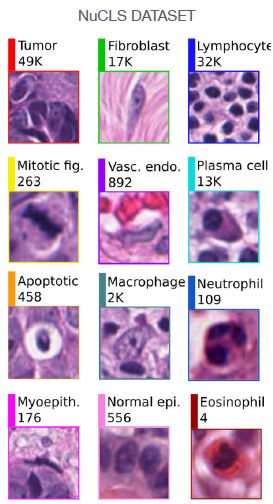 NuCLS DATASET
Tumor
49K
Fibroblast
17K
Lymphocyte
32K
Mitotic fig.
263
Vasc. endo.
892
Plasma cell
13K
Apoptotic
458
Macrophage
2K
Neutrophil
109
Myoepith.
176
Normal epi.
556
Eosinophil
4